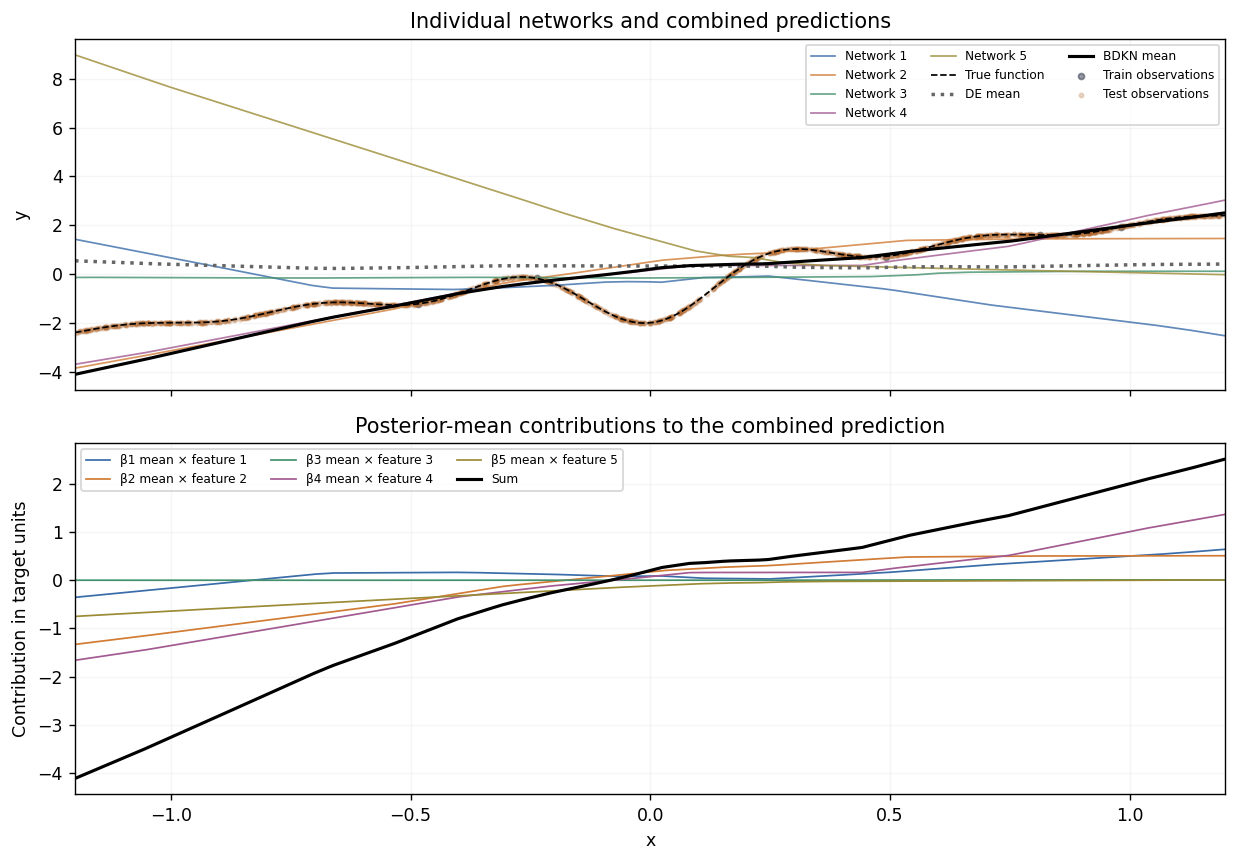 Individual networks and combined predictions
Network 1
Network 2
Network 3
Network 4
Network 5
True function
DE mean
BDKN mean
Train observations
Test observations
8
6
4
2
0
−2
−4
y
Posterior-mean contributions to the combined prediction
β1 mean × feature 1
β2 mean × feature 2
β3 mean × feature 3
β4 mean × feature 4
β5 mean × feature 5
Sum
2
1
0
−1
−2
−3
−4
Contribution in target units
−1.0 −0.5 0.0 0.5 1.0
x